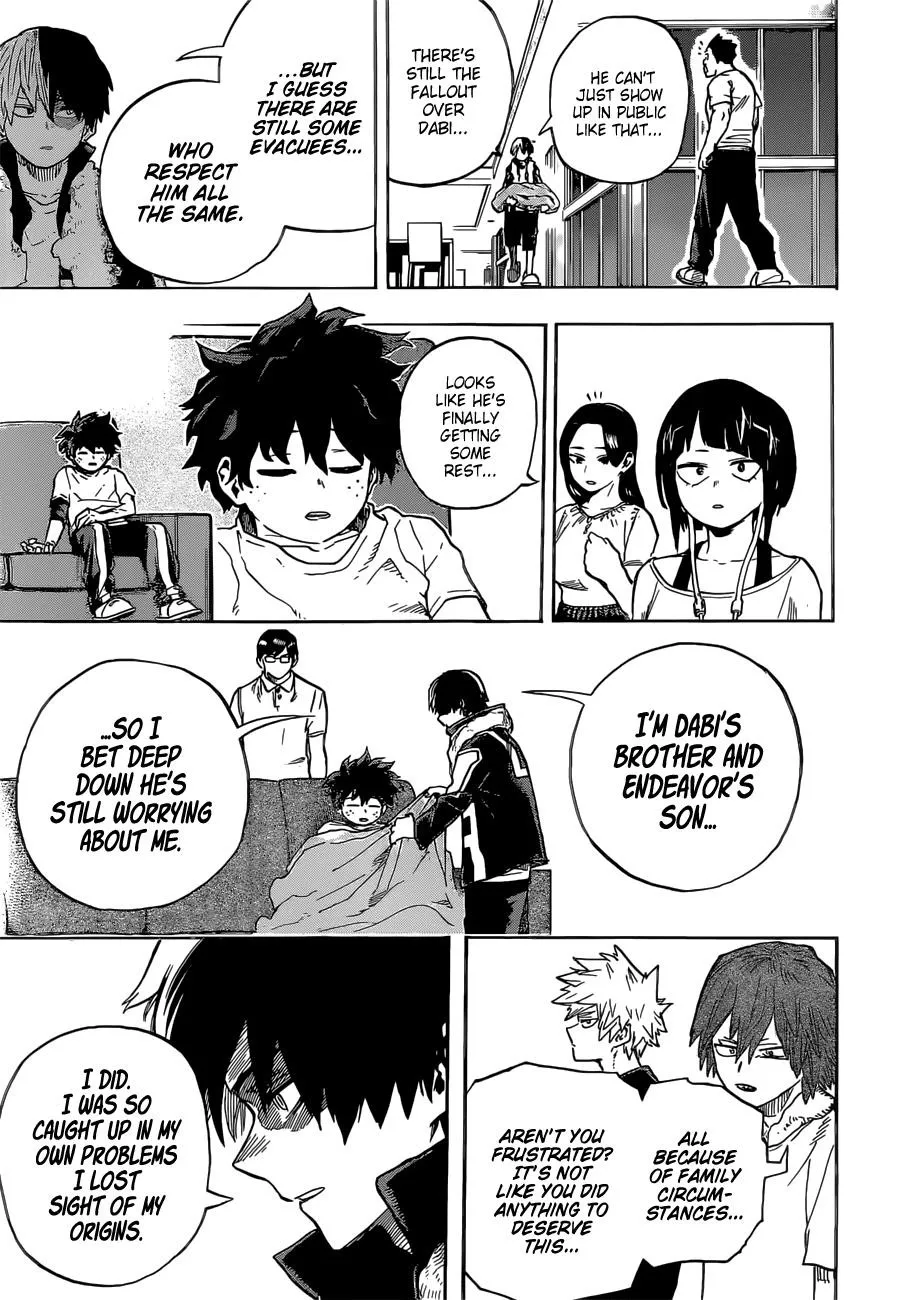 HE CAN'T
JUST SHOW
UP IN PUBLIC
LIKE THAT...
THERE'S
STILL THE
FALLOUT
OVER
DABI...
...BUT
I GUESS
THERE ARE
STILL SOME
EVACUEES...
WHO
RESPECT
HIM ALL
THE SAME.
LOOKS
LIKE HE'S
FINALLY
GETTING
SOME
REST...
I'M DABI'S
BROTHER AND
ENDEAVOR'S
SON...
...SO I
BET DEEP
DOWN HE'S
STILL WORRYING
ABOUT ME.
ALL
BECAUSE
OF FAMILY
CIRCUM-
STANCES...
AREN'T YOU
FRUSTRATED?
IT'S NOT
LIKE YOU DID
ANYTHING TO
DESERVE
THIS...
I DID.
I WAS SO
CAUGHT UP IN MY
OWN PROBLEMS
I LOST
SIGHT OF MY
ORIGINS.